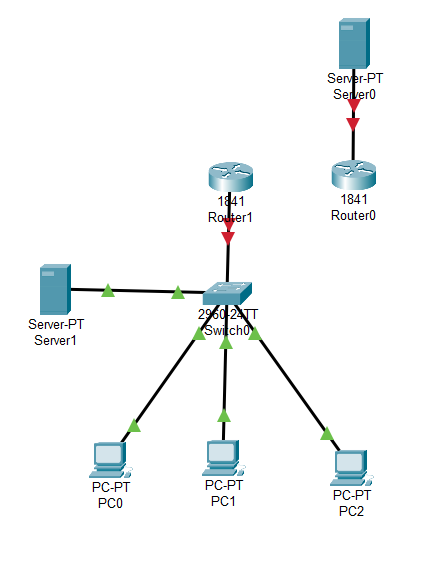 Server-PT
Server0
1841
Router1
1841
Router0
2960-24TT
Switch0
Server-PT
Server1
PC-PT
PC0
PC-PT
PC1
PC-PT
PC2